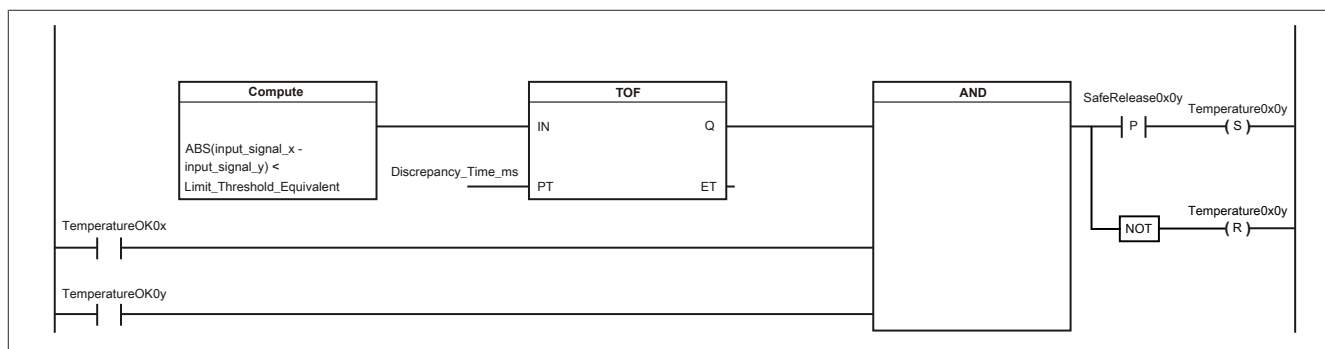 Compute
TOF
AND
SafeRelease0x0y
Temperature0x0y
IN
Q
P
S
ABS(input_signal_x -
input_signal_y) <
Limit_Threshold_Equivalent
Discrepancy_Time_ms
PT
ET
TemperatureOK0x
Temperature0x0y
NOT
R
TemperatureOK0y